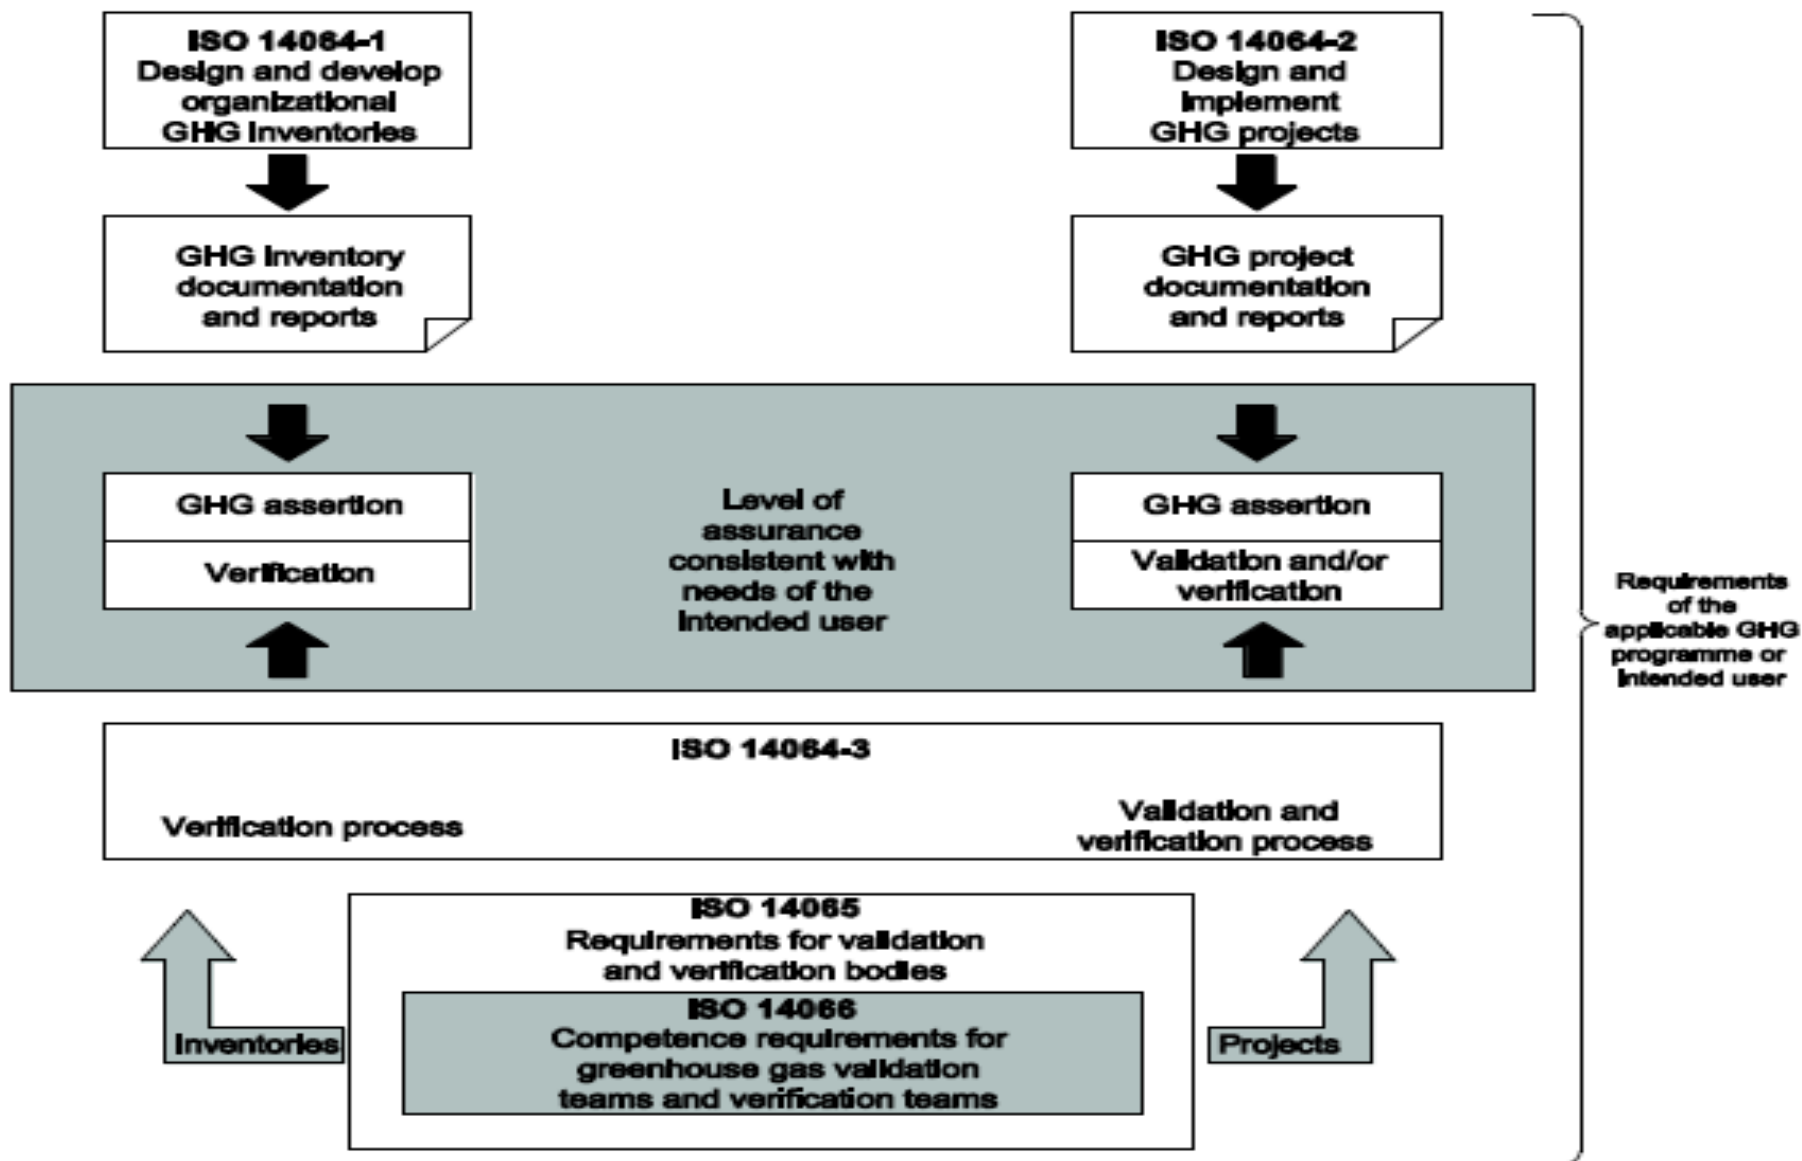 ISO 14064-1
Design and develop
organizational
GHG Inventories
ISO 14064-2
Design and
Implement
GHG projects
GHG Inventory
documentation
and reports
GHG project
documentation
and reports
GHG assertion
Verification
Level of
assurance
consistent with
needs of the
Intended user
GHG assertion
Validation and/or
verification
Requirements
of the
applicable GHG
programme or
Intended user
ISO 14064-3
Verification process
Validation and
verification process
ISO 14065
Requirements for validation
and verification bodies
ISO 14066
Competence requirements for
greenhouse gas validation
teams and verification teams
Inventories
Projects